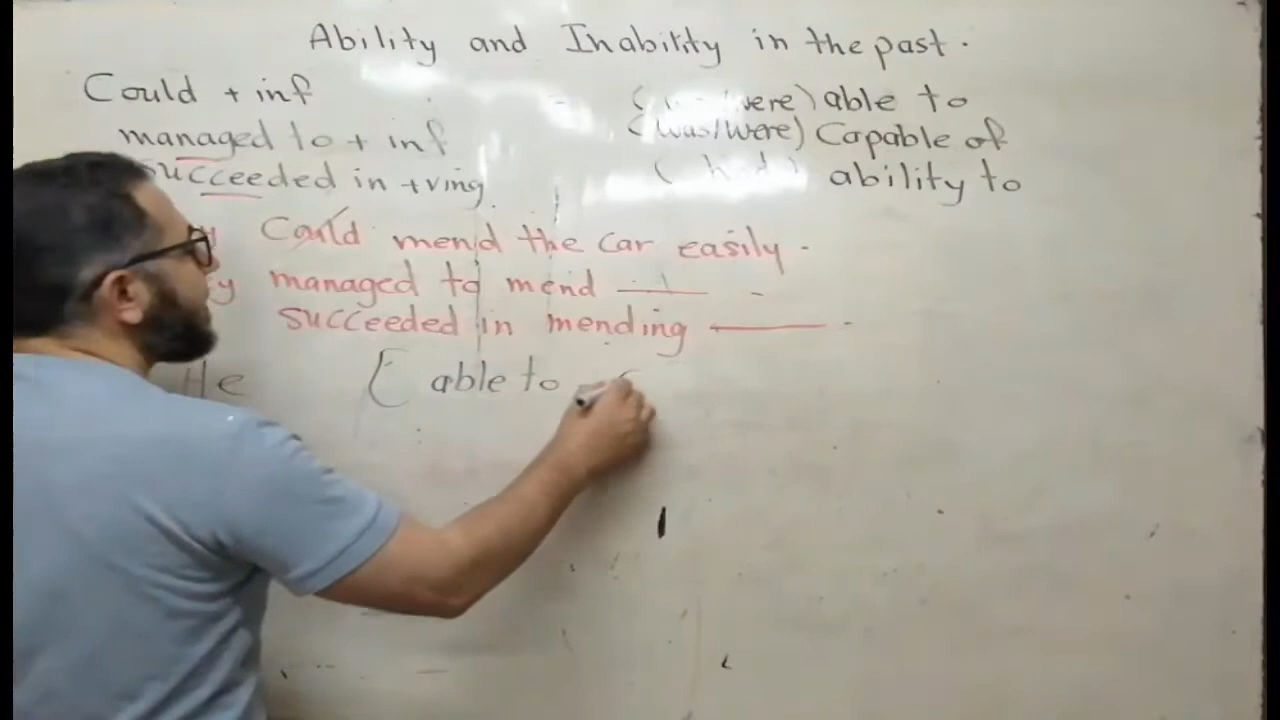 Ability and Inability in the past.
Could + inf
managed to + inf
succeeded in +ving
were) able to
(was/were) Capable of
(had) ability to
Could mend the car easily.
managed to mend
succeeded in mending
He ( able to